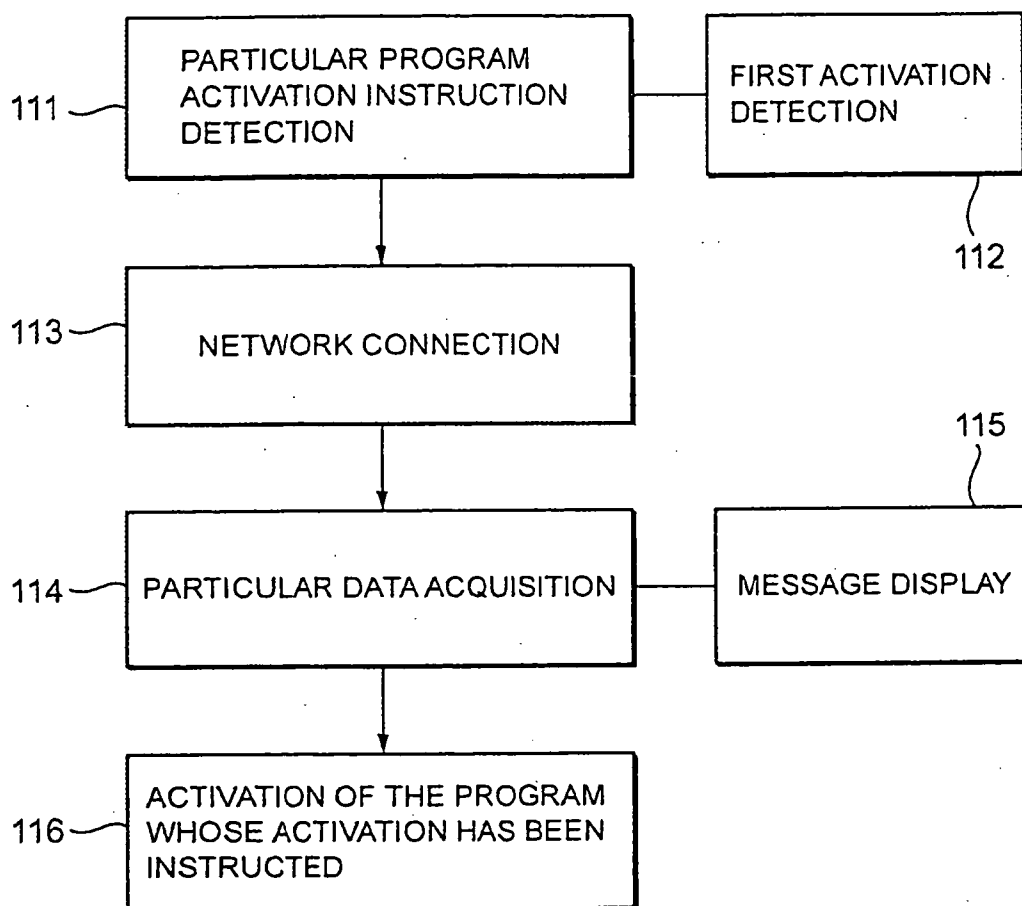 PARTICULAR PROGRAM
ACTIVATION INSTRUCTION
DETECTION
111
FIRST ACTIVATION
DETECTION
112
113
NETWORK CONNECTION
115
114
PARTICULAR DATA ACQUISITION
MESSAGE DISPLAY
116
ACTIVATION OF THE PROGRAM
WHOSE ACTIVATION HAS BEEN
INSTRUCTED